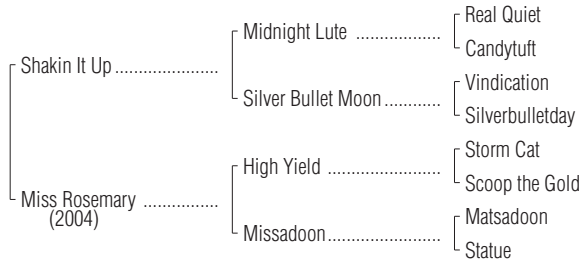 Real Quiet
Midnight Lute ..................
Candytuft
Shakin It Up ......................
Vindication
Silver Bullet Moon ............
Silverbulletday
Storm Cat
High Yield ........................
Scoop the Gold
Miss Rosemary ................
(2004)
Matsadoon
Missadoon ........................
Statue